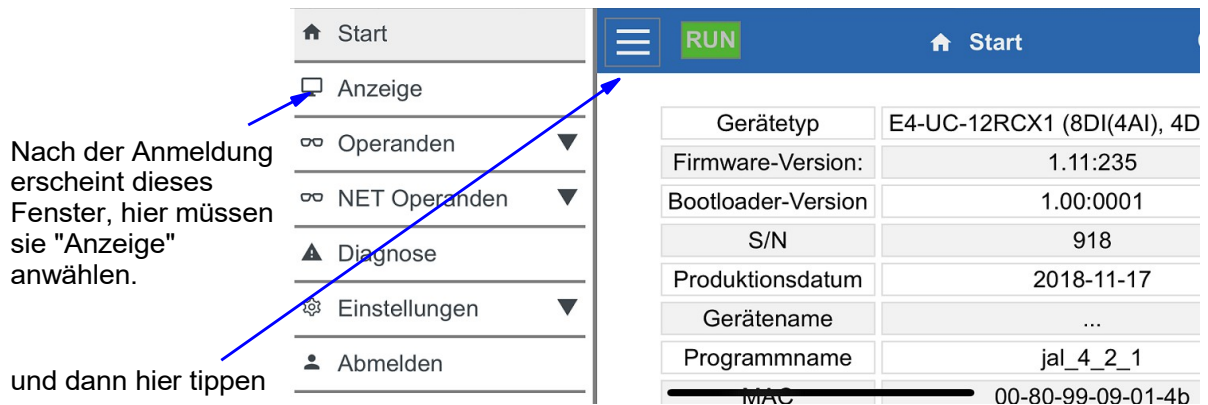 Nach der Anmeldung
erscheint dieses
Fenster, hier müssen
sie "Anzeige"
anwählen.
und dann hier tippen
Start
Anzeige
Operanden
NET Operanden
Diagnose
Einstellungen
Abmelden
RUN Start
Gerätetyp E4-UC-12RCX1 (8DI(4AI), 4D
Firmware-Version: 1.11:235
Bootloader-Version 1.00:0001
S/N 918
Produktionsdatum 2018-11-17
Gerätename ...
Programmname jal_4_2_1
MAC 00-80-99-09-01-4b